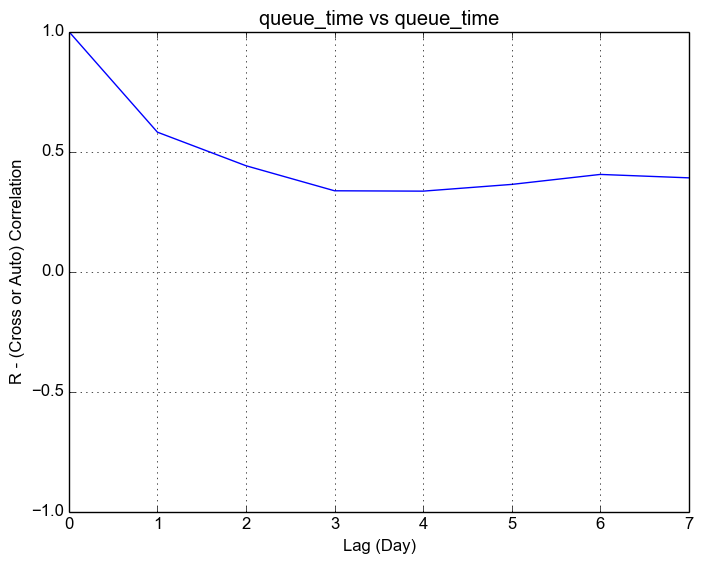 queue_time vs queue_time
R - (Cross or Auto) Correlation
1.0
0.5
0.0
−0.5
−1.0
0 1 2 3 4 5 6 7
Lag (Day)